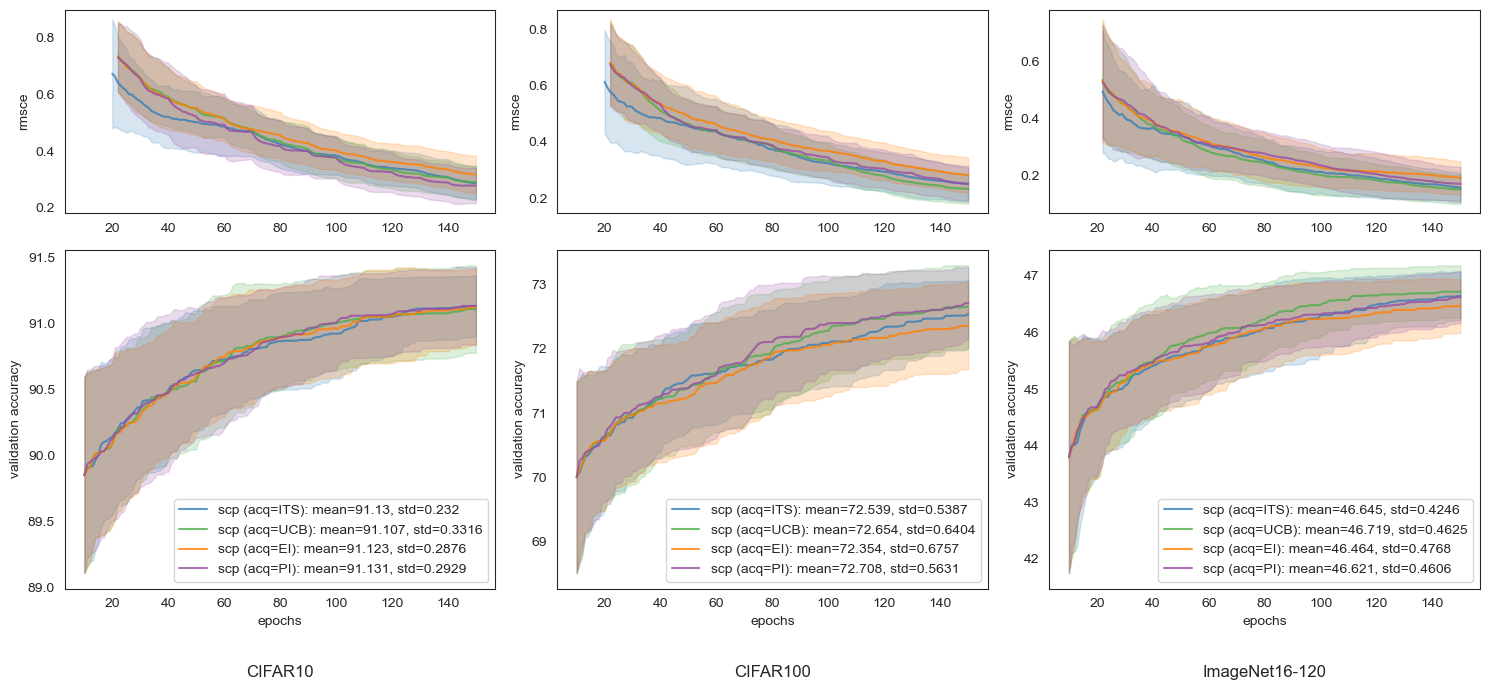 0.8
0.6
0.4
0.2
rmsce
20 40 60 80 100 120 140
0.8
0.6
0.4
0.2
rmsce
20 40 60 80 100 120 140
0.6
0.4
0.2
rmsce
20 40 60 80 100 120 140
91.5
91.0
90.5
90.0
89.5
89.0
validation accuracy
scp (acq=ITS): mean=91.13, std=0.232
scp (acq=UCB): mean=91.107, std=0.3316
scp (acq=EI): mean=91.123, std=0.2876
scp (acq=PI): mean=91.131, std=0.2929
20 40 60 80 100 120 140
epochs
73
72
71
70
69
validation accuracy
scp (acq=ITS): mean=72.539, std=0.5387
scp (acq=UCB): mean=72.654, std=0.6404
scp (acq=EI): mean=72.354, std=0.6757
scp (acq=PI): mean=72.708, std=0.5631
20 40 60 80 100 120 140
epochs
47
46
45
44
43
42
validation accuracy
scp (acq=ITS): mean=46.645, std=0.4246
scp (acq=UCB): mean=46.719, std=0.4625
scp (acq=EI): mean=46.464, std=0.4768
scp (acq=PI): mean=46.621, std=0.4606
20 40 60 80 100 120 140
epochs
CIFAR10
CIFAR100
ImageNet16-120